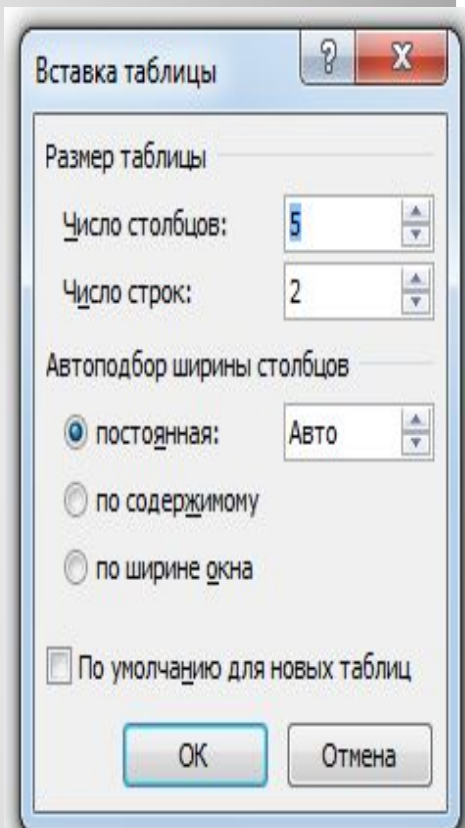 Вставка таблицы
Размер таблицы
Число столбцов: 5
Число строк: 2
Автоподбор ширины столбцов
постоянная: Авто
по содержимому
по ширине окна
По умолчанию для новых таблиц
ОК Отмена